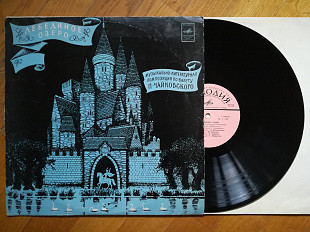 ЛЕБЕДИНОЕ
ОЗЕРО
МУЗЫКАЛЬНО-ЛИТЕРАТУРНАЯ
КОМПОЗИЦИЯ ПО БАЛЕТУ
П. ЧАЙКОВСКОГО